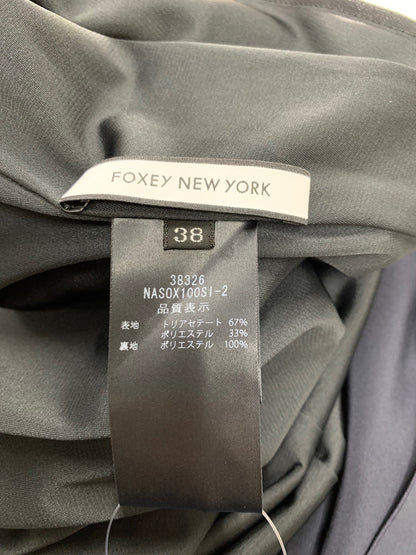 FOXEY NEW YORK
38
38326
NASOX100SI-2
品質表示
表地 トリアセテート 67%
ポリエステル 33%
裏地 ポリエステル 100%